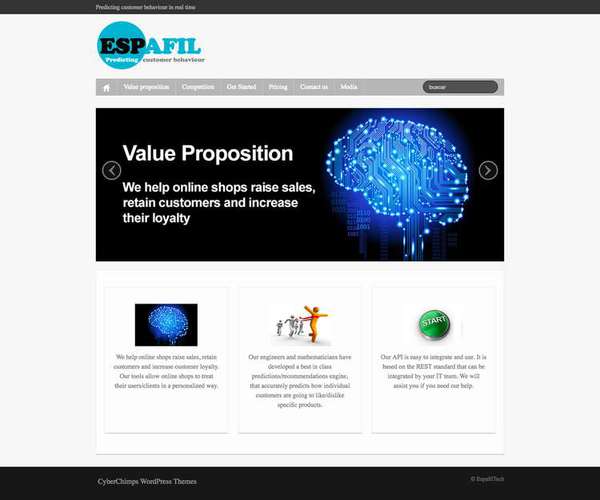 Predicting customer behaviour in real time
ESPAFIL
Predicting customer behaviour
Value proposition Competition Get Started Pricing Contact us Media buscar
Value Proposition
We help online shops raise sales,
retain customers and increase
their loyalty
We help online shops raise sales, retain
customers and increase customer loyalty.
Our tools allow online shops to treat
their users/clients in a personalized way.
Our engineers and mathematicians have
developed a best in class
predictions/recommendations engine,
that accurately predicts how individual
customers are going to like/dislike
specific products.
START
Our API is easy to integrate and use. It is
based on the REST standard that can be
integrated by your IT team. We will
assist you if you need our help.
CyberChimps WordPress Themes
© EspafilTech